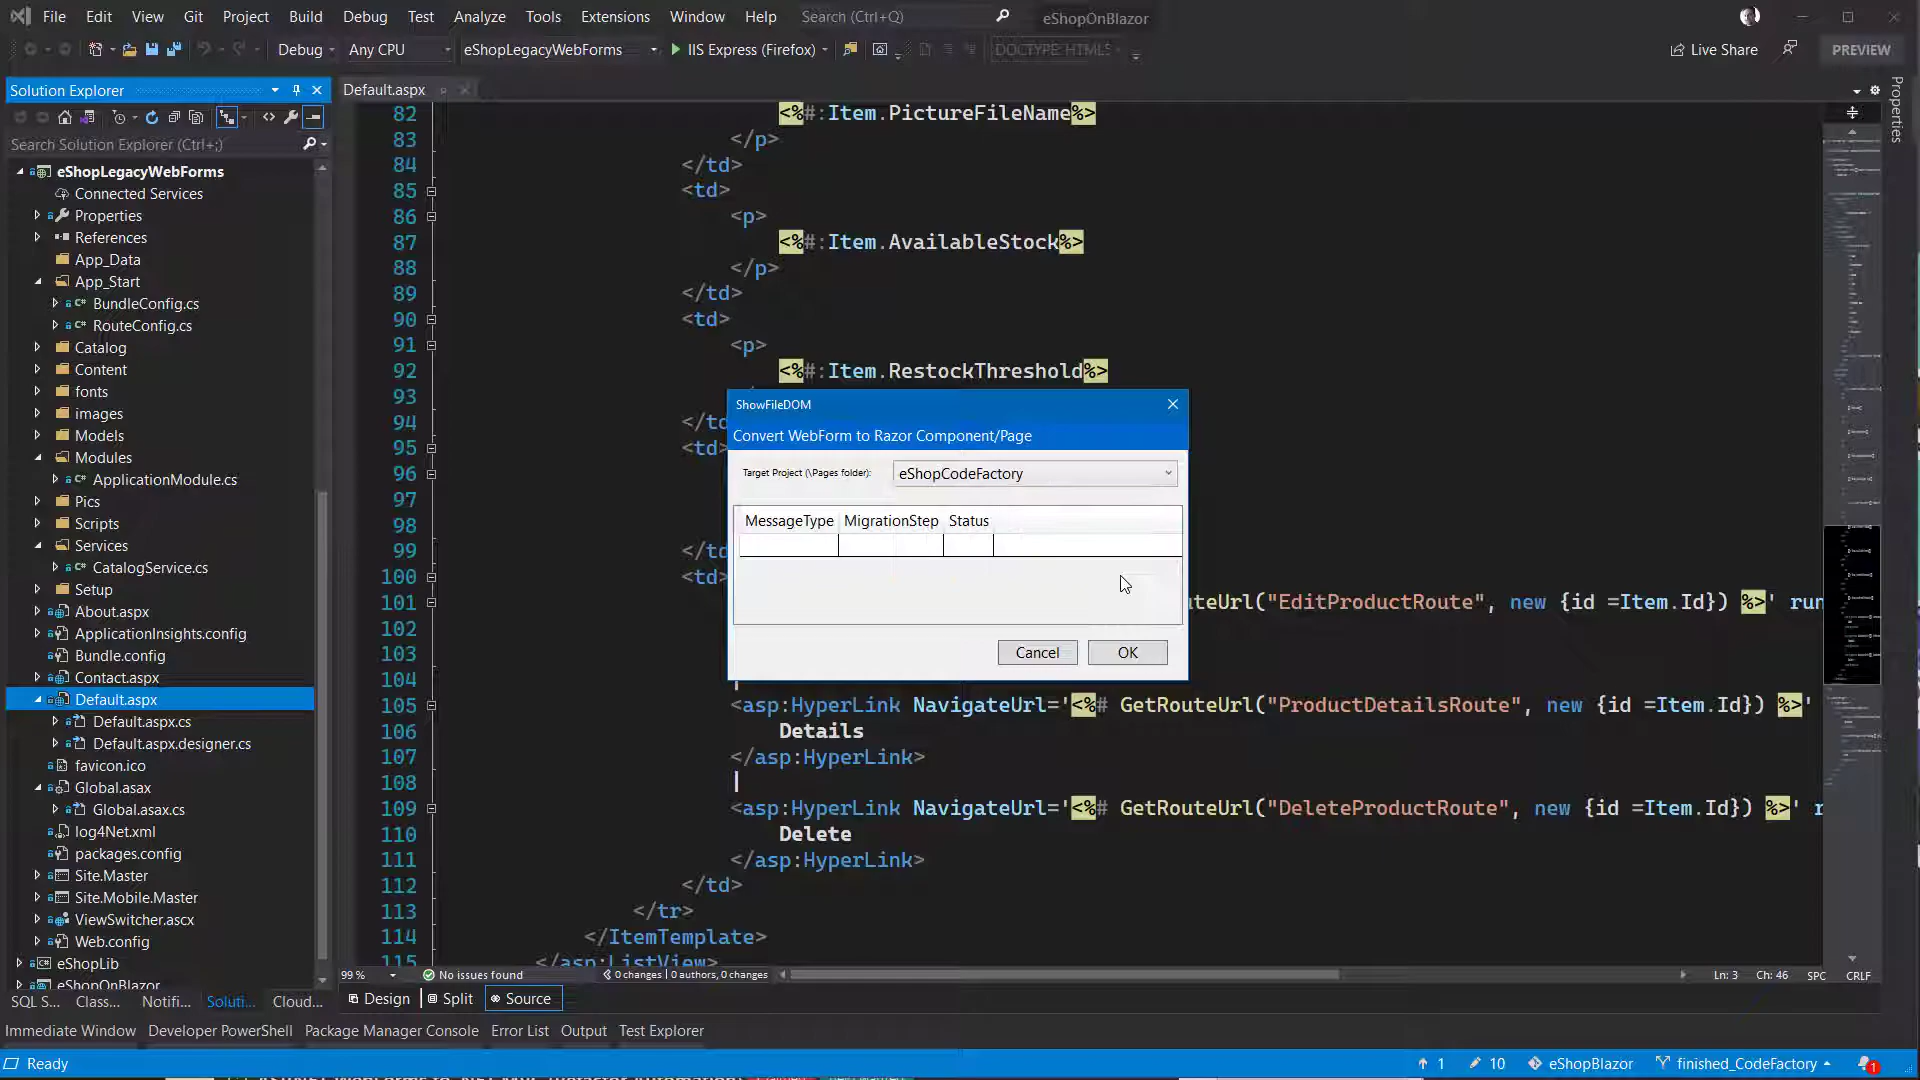 File Edit View Git Project Build Debug Test Analyze Tools Extensions Window Help Search (Ctrl+Q) eShopOnBlazor
Debug Any CPU eShopLegacyWebForms IIS Express (Firefox) DOCTYPE: HTML5 Live Share PREVIEW
Solution Explorer
Search Solution Explorer (Ctrl+;)
eShopLegacyWebForms
Connected Services
Properties
References
App_Data
App_Start
BundleConfig.cs
RouteConfig.cs
Catalog
Content
fonts
images
Models
Modules
ApplicationModule.cs
Pics
Scripts
Services
CatalogService.cs
Setup
About.aspx
ApplicationInsights.config
Bundle.config
Contact.aspx
Default.aspx
Default.aspx.cs
Default.aspx.designer.cs
favicon.ico
Global.asax
Global.asax.cs
log4Net.xml
packages.config
Site.Master
Site.Mobile.Master
ViewSwitcher.ascx
Web.config
eShopLib
eShopOnBlazor
SQL S... Class... Notifi... Soluti... Cloud...
Default.aspx
82 <%#:Item.PictureFileName%>
83 </p>
84 </td>
85 <td>
86 <p>
87 <%#:Item.AvailableStock%>
88 </p>
89 </td>
90 <td>
91 <p>
92 <%#:Item.RestockThreshold%>
93
94 </td
95 <td>
96
97
98
99 </td
100 <td>
101 uteUrl("EditProductRoute", new {id =Item.Id}) %>' run
102
103
104 |
105 <asp:HyperLink NavigateUrl='<%# GetRouteUrl("ProductDetailsRoute", new {id =Item.Id}) %>'
106 Details
107 </asp:HyperLink>
108 |
109 <asp:HyperLink NavigateUrl='<%# GetRouteUrl("DeleteProductRoute", new {id =Item.Id}) %>' r
110 Delete
111 </asp:HyperLink>
112 </td>
113 </tr>
114 </ItemTemplate>
115 </asp:ListView>
ShowFileDOM
Convert WebForm to Razor Component/Page
Target Project (\Pages folder): eShopCodeFactory
MessageType MigrationStep Status
Cancel OK
Properties
99 % No issues found 0 changes | 0 authors, 0 changes Ln: 3 Ch: 46 SPC CRLF
Design Split Source
Immediate Window Developer PowerShell Package Manager Console Error List Output Test Explorer
Ready 1 10 eShopBlazor finished_CodeFactory 1